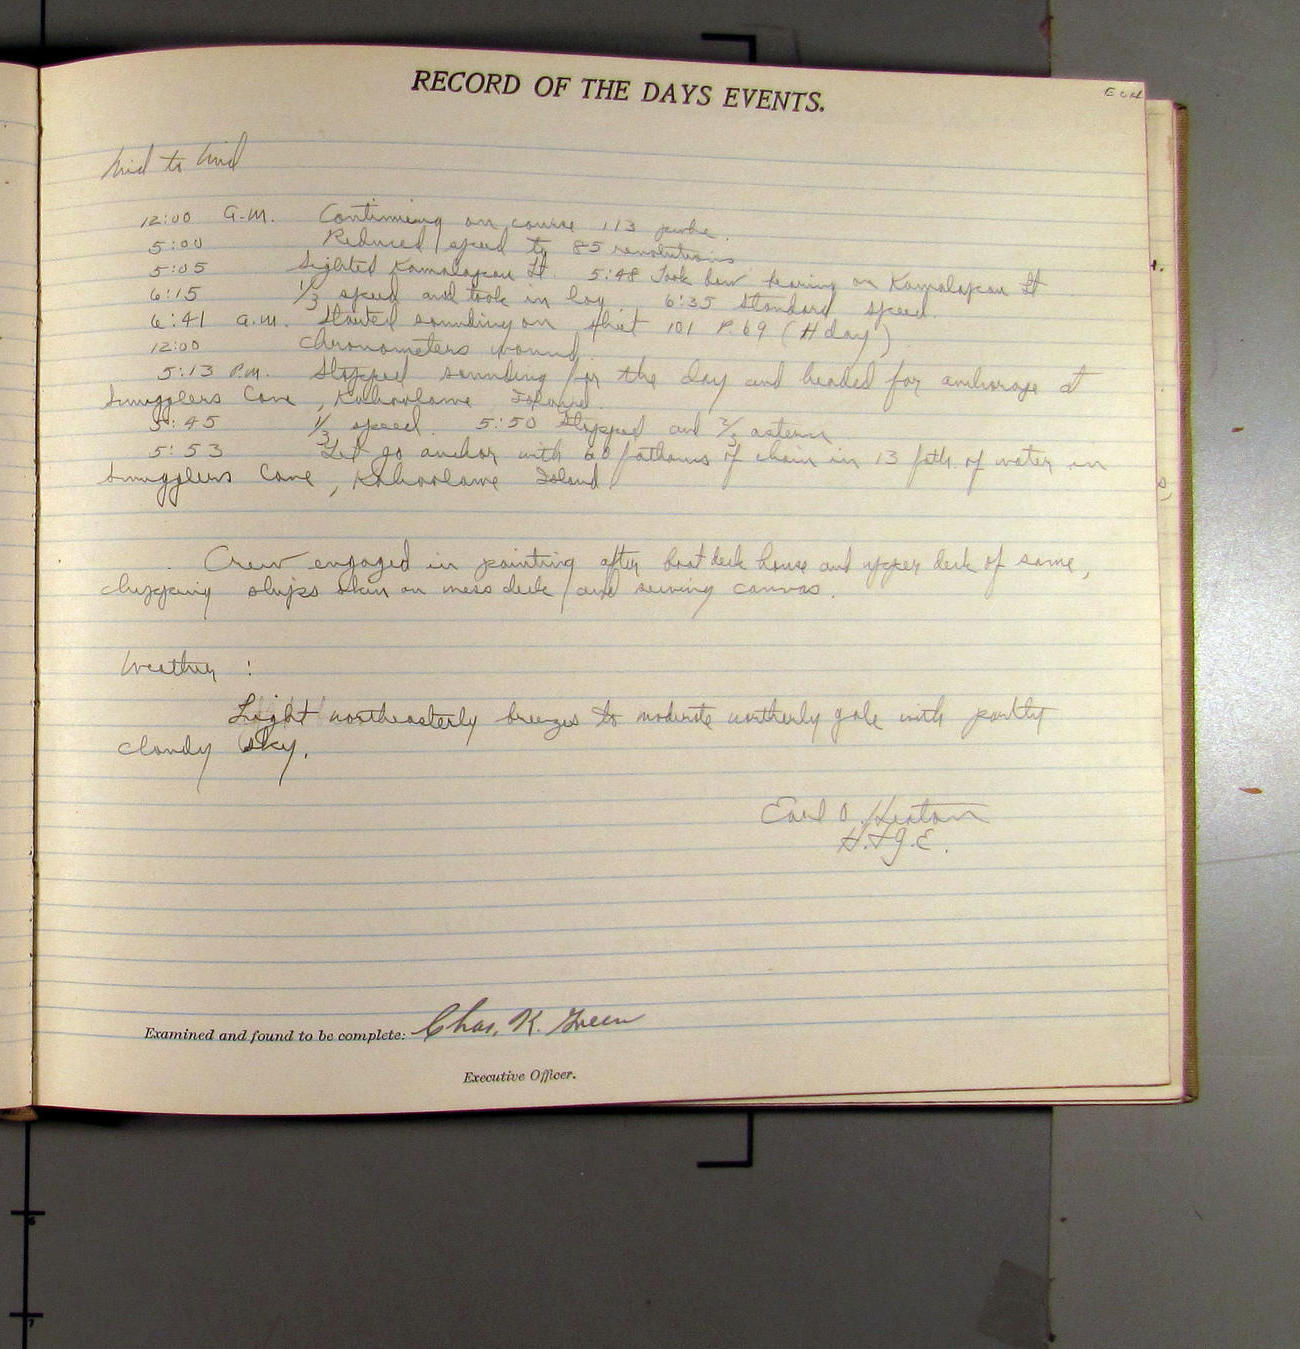 RECORD OF THE DAYS EVENTS.
Mid to Mid
12:00 A.M. Continuing on course 113
5:00 Reduced speed to 85 revolutions
5:05 Sighted Kamalapau Lt. 5:48 Took bow bearing on Kamalapau Lt
6:15 1/3 speed and took in log 6:35 Standard speed.
6:41 A.M. Started sounding on sheet 101 P. 69 (H day)
12:00 Chronometers wound.
5:13 P.M. Stopped sounding for the day and headed for anchorage at
Smugglers Cove, Kahoolawe Island.
5:45 1/3 speed. 5:50 Stopped and 2/3 astern
5:53 Let go anchor with 60 fathoms of chain in 13 fath. of water in
Smugglers Cove, Kahoolawe Island.
Crew engaged in painting after boat deck house and upper deck of same,
chipping ships skin on mess deck and sewing canvas.
Weather :
Light northeasterly breezes to moderate northerly gale with partly
cloudy sky.
Earl O. Heaton
H. & G. E.
Examined and found to be complete: Chas. K. Green
Executive Officer.